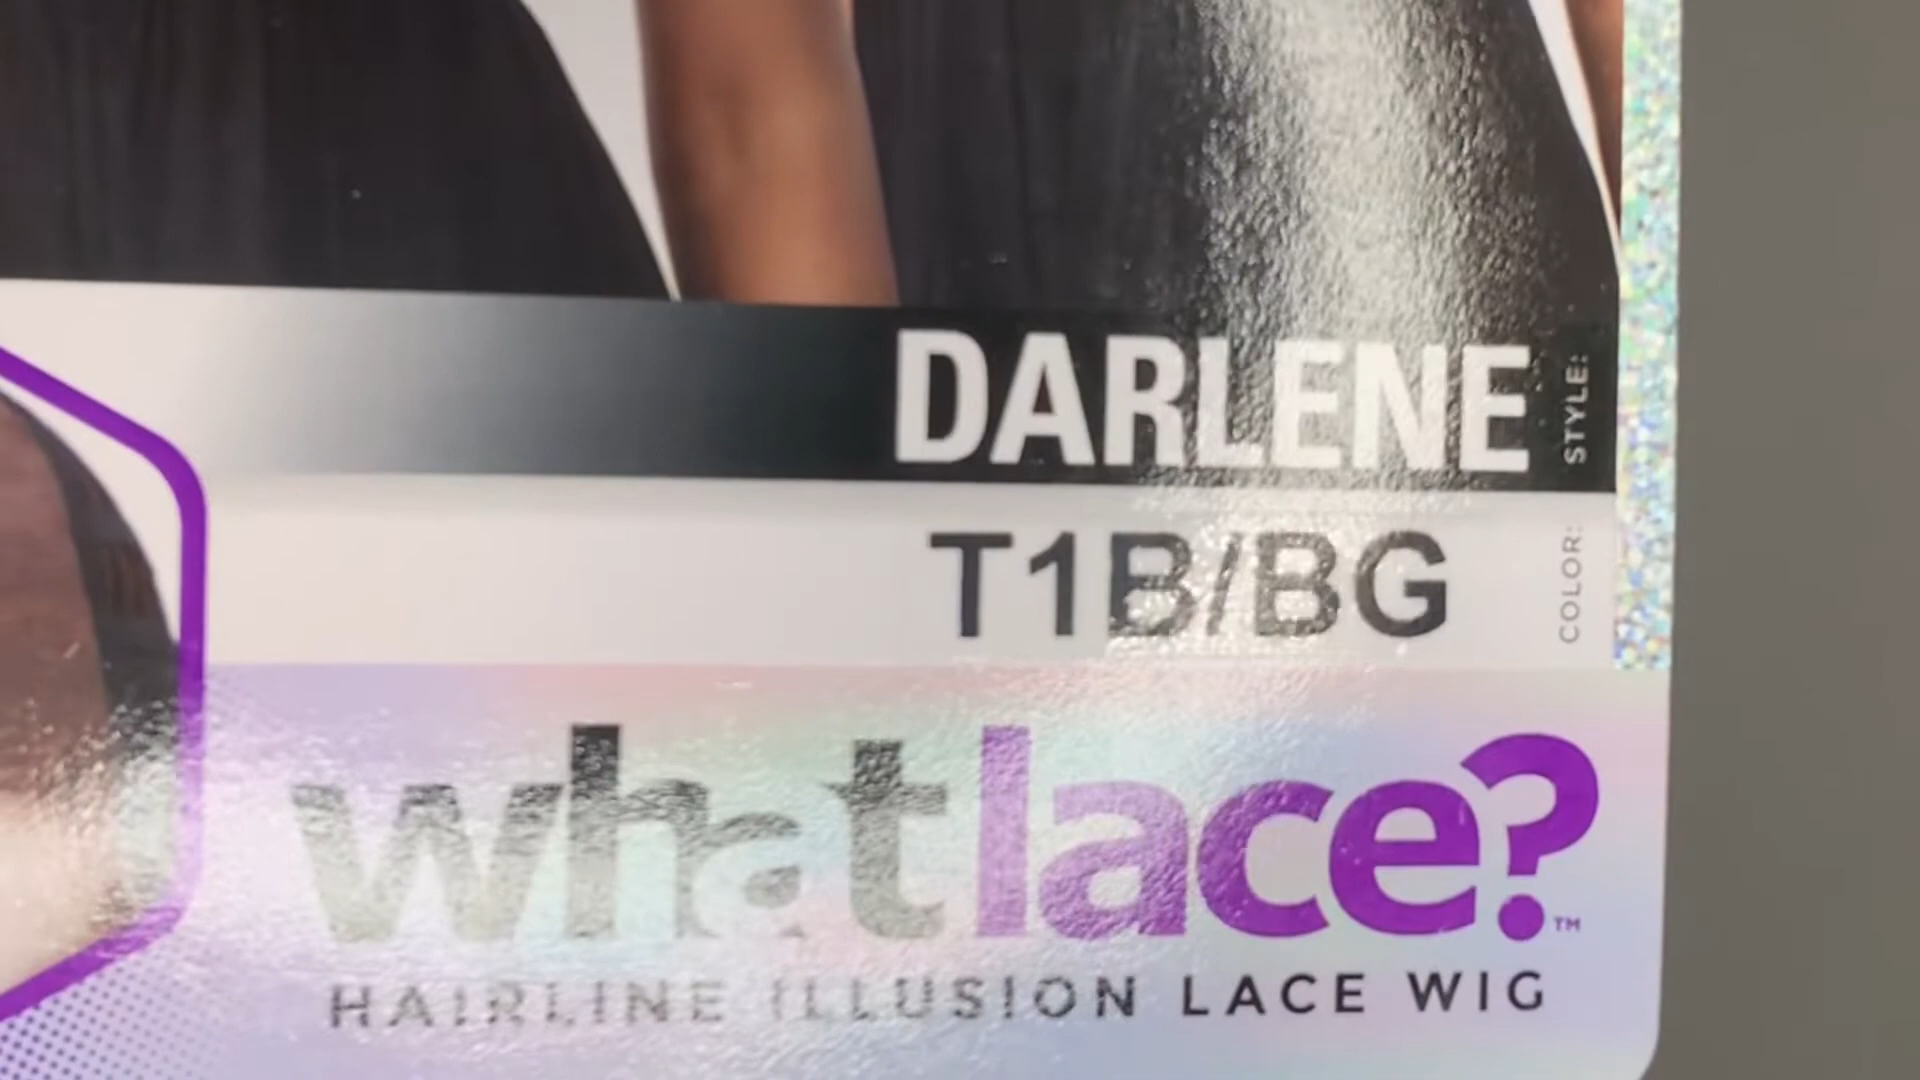 DARLENE STYLE:
T1B/BG COLOR:
whatlace?™
HAIRLINE ILLUSION LACE WIG